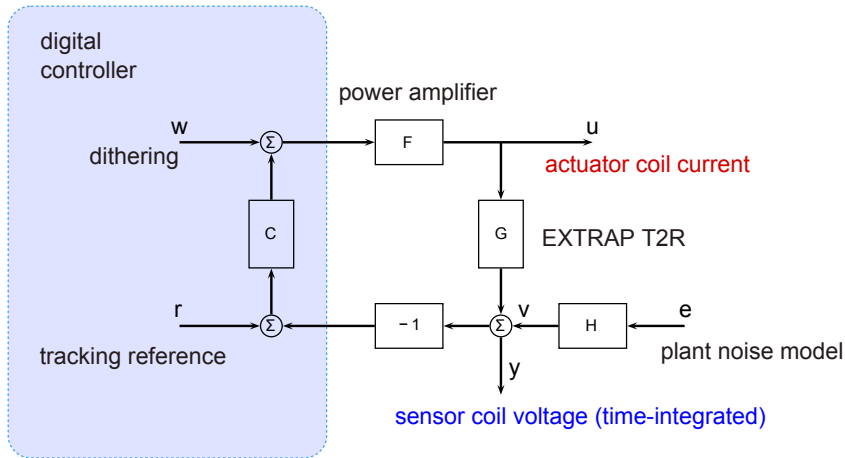 digital
controller
power amplifier
w
Σ
F
u
dithering
actuator coil current
C
G
EXTRAP T2R
r
Σ
− 1
Σ
v
H
e
tracking reference
y
plant noise model
sensor coil voltage (time-integrated)